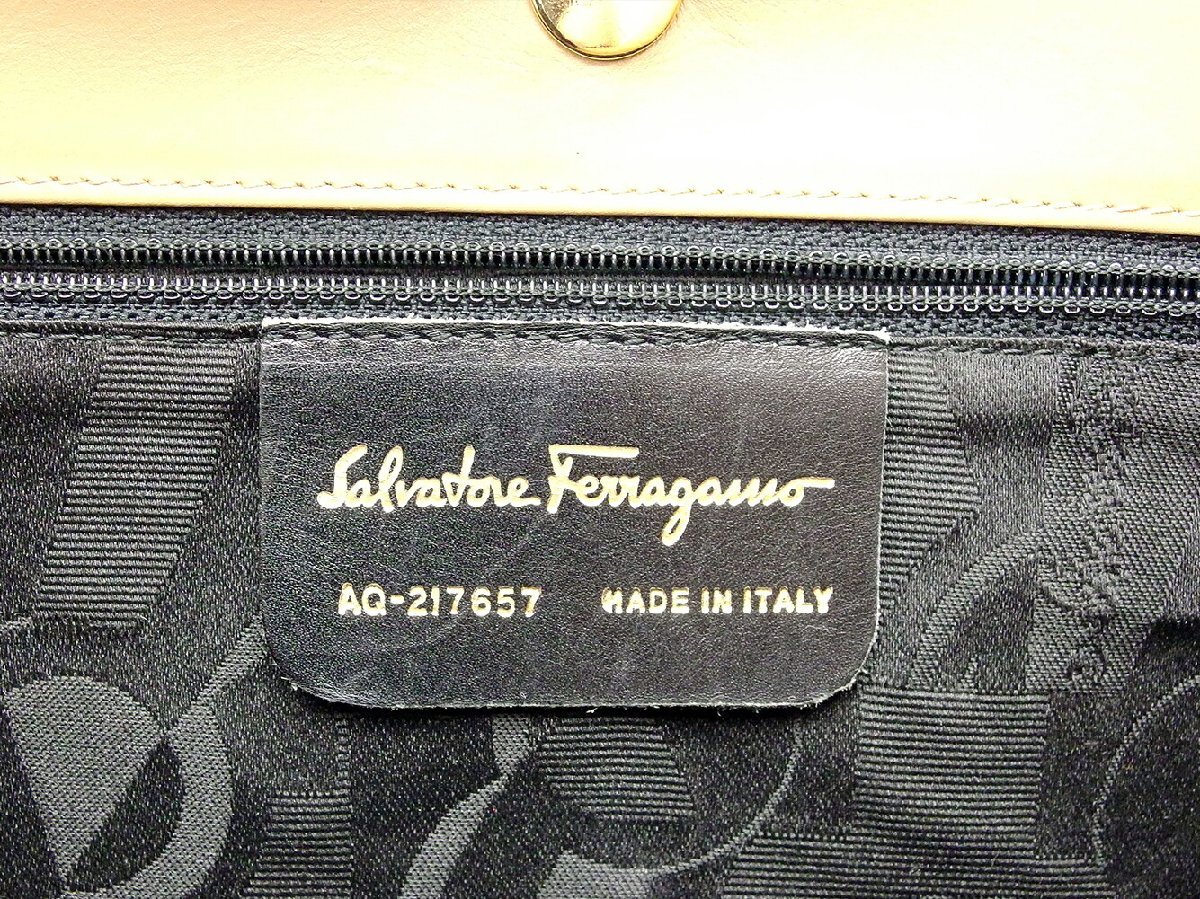 Salvatore Ferragamo
AQ-217657 MADE IN ITALY